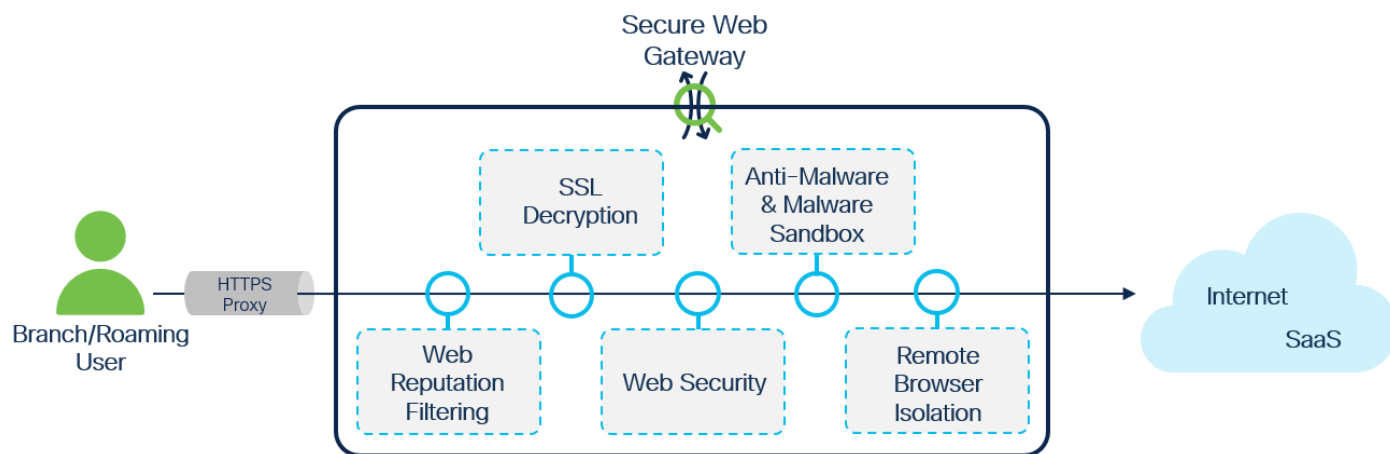 Secure Web
Gateway
SSL
Decryption
Anti-Malware
& Malware
Sandbox
HTTPS
Proxy
Branch/Roaming
User
Web
Reputation
Filtering
Web Security
Remote
Browser
Isolation
Internet
SaaS